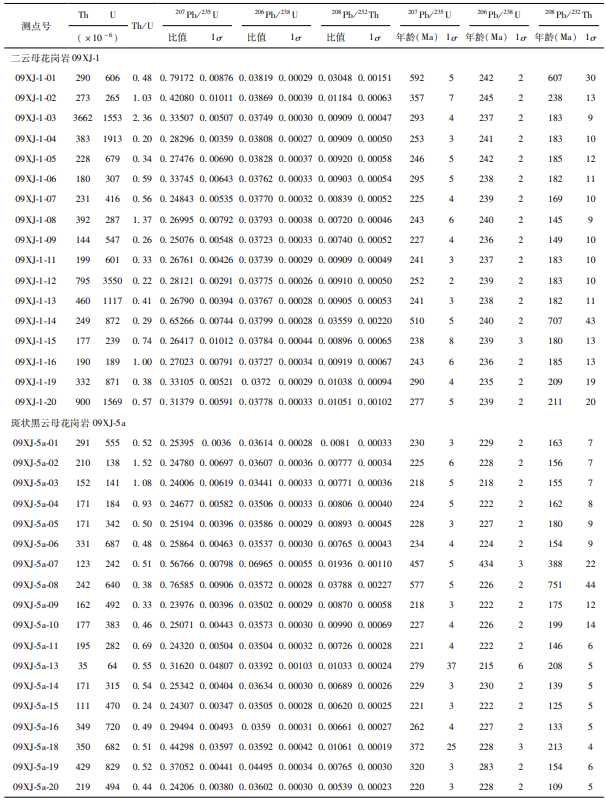 测点号 Th U Th/U ²⁰⁷Pb/²³⁵U ²⁰⁶Pb/²³⁸U ²⁰⁸Pb/²³²Th ²⁰⁷Pb/²³⁵U ²⁰⁶Pb/²³⁸U ²⁰⁸Pb/²³²Th
(×10⁻⁶) 比值 1σ 比值 1σ 比值 1σ 年龄(Ma) 1σ 年龄(Ma) 1σ 年龄(Ma) 1σ
二云母花岗岩 09XJ-1
09XJ-1-01 290 606 0.48 0.79172 0.00876 0.03819 0.00029 0.03048 0.00151 592 5 242 2 607 30
09XJ-1-02 273 265 1.03 0.42080 0.01011 0.03869 0.00039 0.01184 0.00063 357 7 245 2 238 13
09XJ-1-03 3662 1553 2.36 0.33507 0.00507 0.03749 0.00030 0.00909 0.00047 293 4 237 2 183 9
09XJ-1-04 383 1913 0.20 0.28296 0.00359 0.03808 0.00027 0.00909 0.00050 253 3 241 2 183 10
09XJ-1-05 228 679 0.34 0.27476 0.00690 0.03828 0.00037 0.00920 0.00058 246 5 242 2 185 12
09XJ-1-06 180 307 0.59 0.33745 0.00643 0.03762 0.00033 0.00903 0.00054 295 5 238 2 182 11
09XJ-1-07 231 416 0.56 0.24843 0.00535 0.03770 0.00032 0.00839 0.00052 225 4 239 2 169 10
09XJ-1-08 392 287 1.37 0.26995 0.00792 0.03793 0.00038 0.00720 0.00046 243 6 240 2 145 9
09XJ-1-09 144 547 0.26 0.25076 0.00548 0.03723 0.00033 0.00740 0.00052 227 4 236 2 149 10
09XJ-1-11 199 601 0.33 0.26761 0.00426 0.03739 0.00029 0.00909 0.00049 241 3 237 2 183 10
09XJ-1-12 795 3550 0.22 0.28121 0.00291 0.03775 0.00026 0.00910 0.00050 252 2 239 2 183 10
09XJ-1-13 460 1117 0.41 0.26790 0.00394 0.03767 0.00028 0.00905 0.00053 241 3 238 2 182 11
09XJ-1-14 249 872 0.29 0.65266 0.00744 0.03799 0.00028 0.03559 0.00220 510 5 240 2 707 43
09XJ-1-15 177 239 0.74 0.26417 0.01012 0.03784 0.00044 0.00896 0.00065 238 8 239 3 180 13
09XJ-1-16 190 189 1.00 0.27023 0.00791 0.03727 0.00034 0.00919 0.00067 243 6 236 2 185 13
09XJ-1-19 332 871 0.38 0.33105 0.00521 0.0372 0.00029 0.01038 0.00094 290 4 235 2 209 19
09XJ-1-20 900 1569 0.57 0.31379 0.00591 0.03778 0.00033 0.01051 0.00102 277 5 239 2 211 20
斑状黑云母花岗岩 09XJ-5a
09XJ-5a-01 291 555 0.52 0.25395 0.0036 0.03614 0.00028 0.0081 0.00033 230 3 229 2 163 7
09XJ-5a-02 210 138 1.52 0.24780 0.00697 0.03607 0.00036 0.00777 0.00034 225 6 228 2 156 7
09XJ-5a-03 152 141 1.08 0.24006 0.00619 0.03441 0.00033 0.00771 0.00036 218 5 218 2 155 7
09XJ-5a-04 171 184 0.93 0.24677 0.00582 0.03506 0.00033 0.00806 0.00040 224 5 222 2 162 8
09XJ-5a-05 171 342 0.50 0.25194 0.00396 0.03586 0.00029 0.00893 0.00045 228 3 227 2 180 9
09XJ-5a-06 331 687 0.48 0.25864 0.00463 0.03537 0.00030 0.00765 0.00043 234 4 224 2 154 9
09XJ-5a-07 123 242 0.51 0.56766 0.00798 0.06965 0.00055 0.01936 0.00110 457 5 434 3 388 22
09XJ-5a-08 242 640 0.38 0.76585 0.00906 0.03572 0.00028 0.03788 0.00227 577 5 226 2 751 44
09XJ-5a-09 162 492 0.33 0.23976 0.00396 0.03502 0.00029 0.00870 0.00058 218 3 222 2 175 12
09XJ-5a-10 177 383 0.46 0.25071 0.00443 0.03573 0.00030 0.00990 0.00069 227 4 226 2 199 14
09XJ-5a-11 195 282 0.69 0.24320 0.00504 0.03504 0.00032 0.00726 0.00028 221 4 222 2 146 6
09XJ-5a-13 35 64 0.55 0.31620 0.04807 0.03392 0.00103 0.01033 0.00024 279 37 215 6 208 5
09XJ-5a-14 171 315 0.54 0.25342 0.00404 0.03634 0.00030 0.00689 0.00026 229 3 230 2 139 5
09XJ-5a-15 111 470 0.24 0.24307 0.00347 0.03505 0.00028 0.00620 0.00025 221 3 222 2 125 5
09XJ-5a-16 349 720 0.49 0.29494 0.00493 0.0359 0.00031 0.00661 0.00027 262 4 227 2 133 5
09XJ-5a-18 350 682 0.51 0.44298 0.03597 0.03592 0.00042 0.01061 0.00019 372 25 228 3 213 4
09XJ-5a-19 429 829 0.52 0.37052 0.00441 0.04495 0.00034 0.00765 0.00030 320 3 283 2 154 6
09XJ-5a-20 219 494 0.44 0.24206 0.00380 0.03602 0.00030 0.00539 0.00023 220 3 228 2 109 5